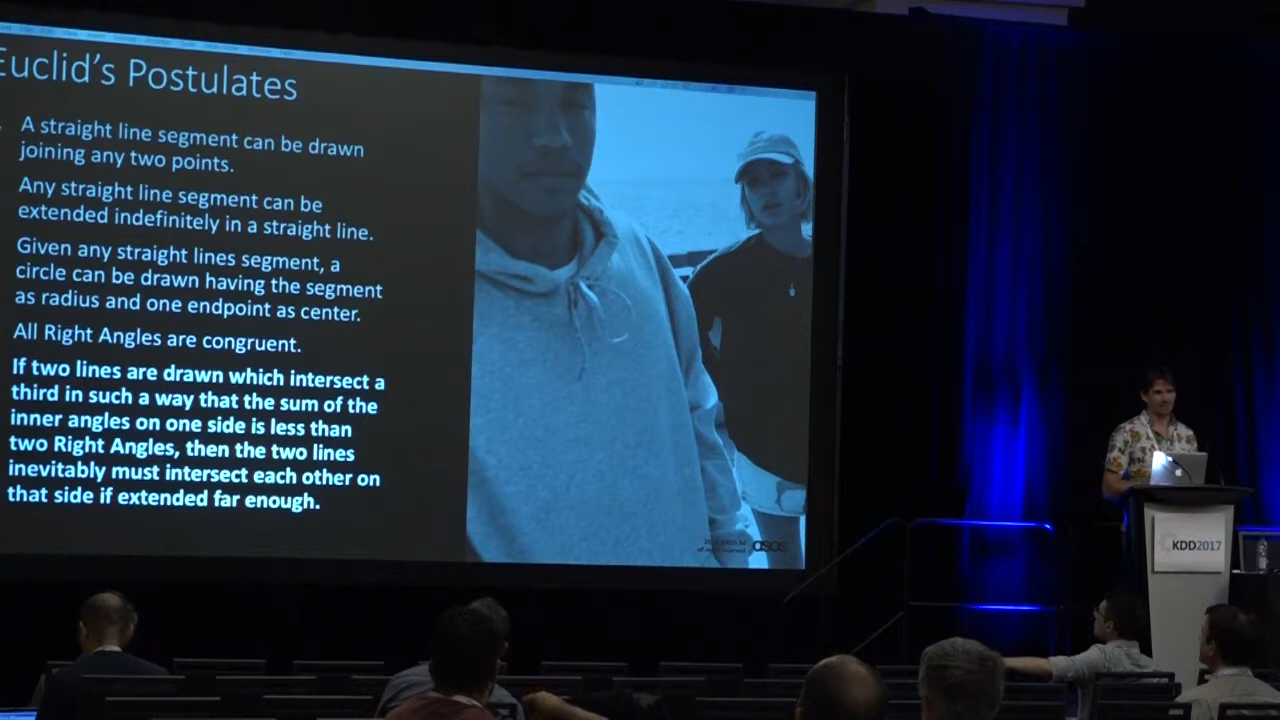 Euclid's Postulates
A straight line segment can be drawn
joining any two points.
Any straight line segment can be
extended indefinitely in a straight line.
Given any straight lines segment, a
circle can be drawn having the segment
as radius and one endpoint as center.
All Right Angles are congruent.
If two lines are drawn which intersect a
third in such a way that the sum of the
inner angles on one side is less than
two Right Angles, then the two lines
inevitably must intersect each other on
that side if extended far enough.
asos
KDD2017